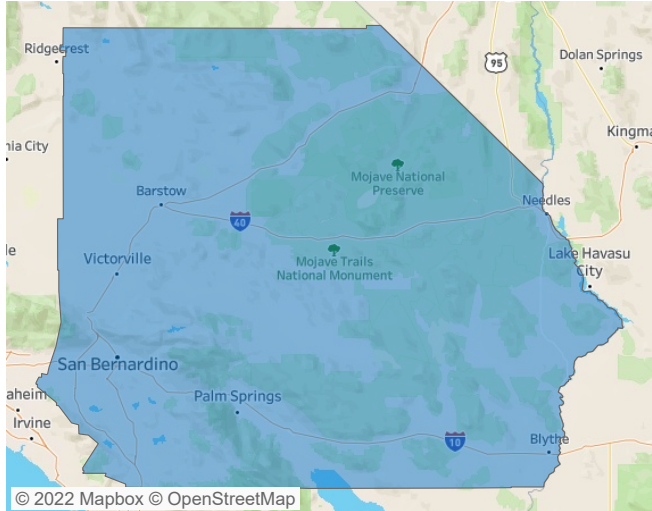 Ridgecrest
95
Dolan Springs
Kingma
nia City
Mojave National
Preserve
Barstow
Needles
40
le
Victorville
Mojave Trails
National Monument
Lake Havasu
City
San Bernardino
aheim
Palm Springs
Irvine
10
Blythe
© 2022 Mapbox © OpenStreetMap